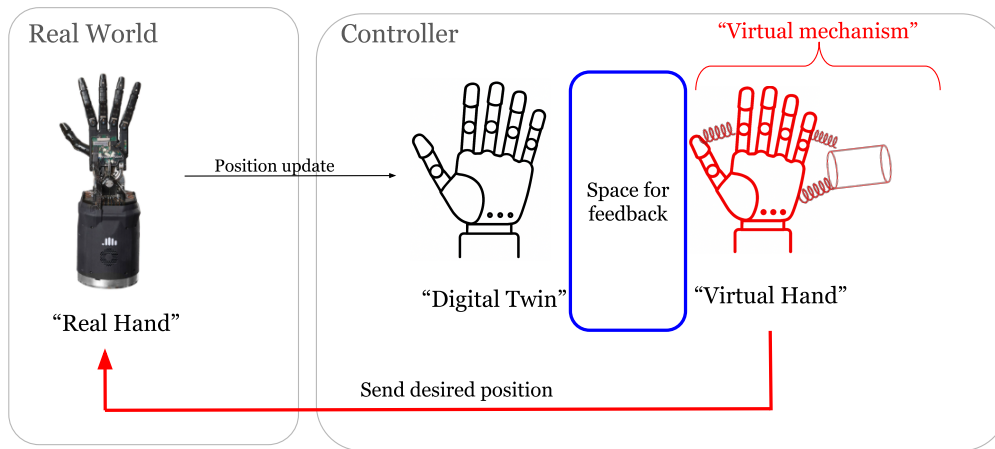 Real World
Controller
“Virtual mechanism”
Position update
Space for
feedback
“Digital Twin”
“Virtual Hand”
“Real Hand”
Send desired position